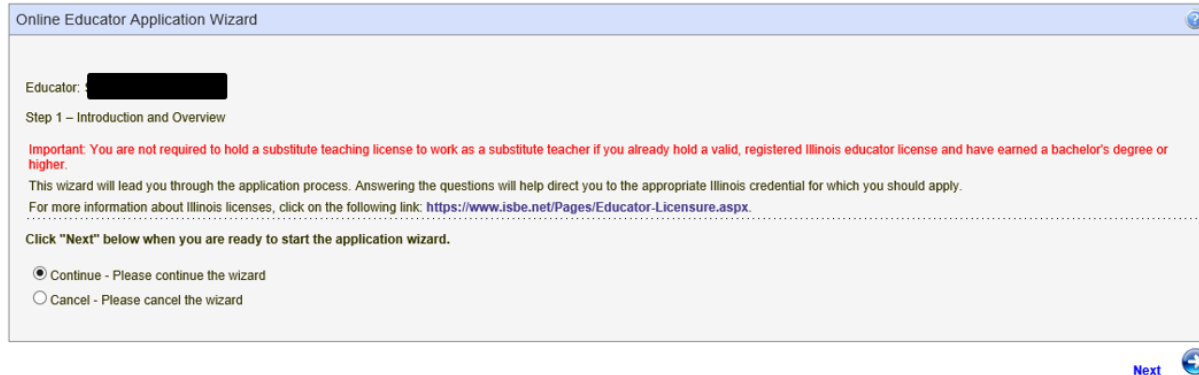 Online Educator Application Wizard
Educator:
Step 1 – Introduction and Overview
Important: You are not required to hold a substitute teaching license to work as a substitute teacher if you already hold a valid, registered Illinois educator license and have earned a bachelor's degree or
higher.
This wizard will lead you through the application process. Answering the questions will help direct you to the appropriate Illinois credential for which you should apply.
For more information about Illinois licenses, click on the following link: https://www.isbe.net/Pages/Educator-Licensure.aspx.
Click "Next" below when you are ready to start the application wizard.
Continue - Please continue the wizard
Cancel - Please cancel the wizard
Next